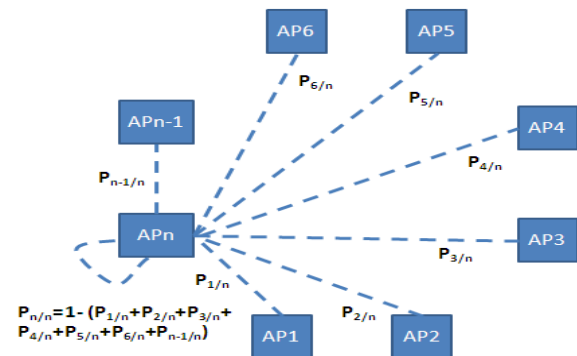 AP6
AP5
P6/n
P5/n
APn-1
AP4
P4/n
Pn-1/n
APn
AP3
P3/n
P1/n
Pn/n=1- (P1/n+P2/n+P3/n+
P4/n+P5/n+P6/n+Pn-1/n)
P2/n
AP1
AP2